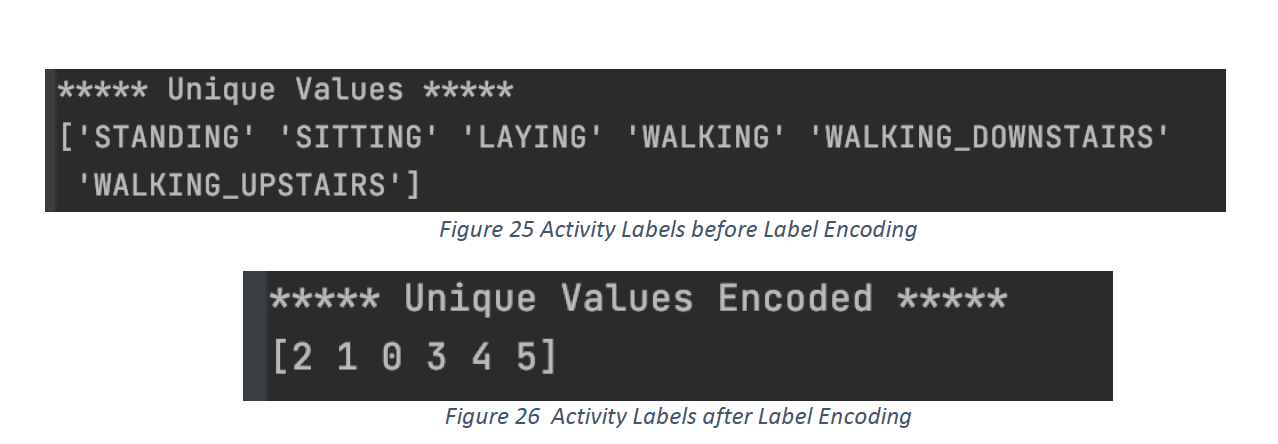 ***** Unique Values *****
['STANDING' 'SITTING' 'LAYING' 'WALKING' 'WALKING_DOWNSTAIRS'
'WALKING_UPSTAIRS']
Figure 25 Activity Labels before Label Encoding
***** Unique Values Encoded *****
[2 1 0 3 4 5]
Figure 26  Activity Labels after Label Encoding